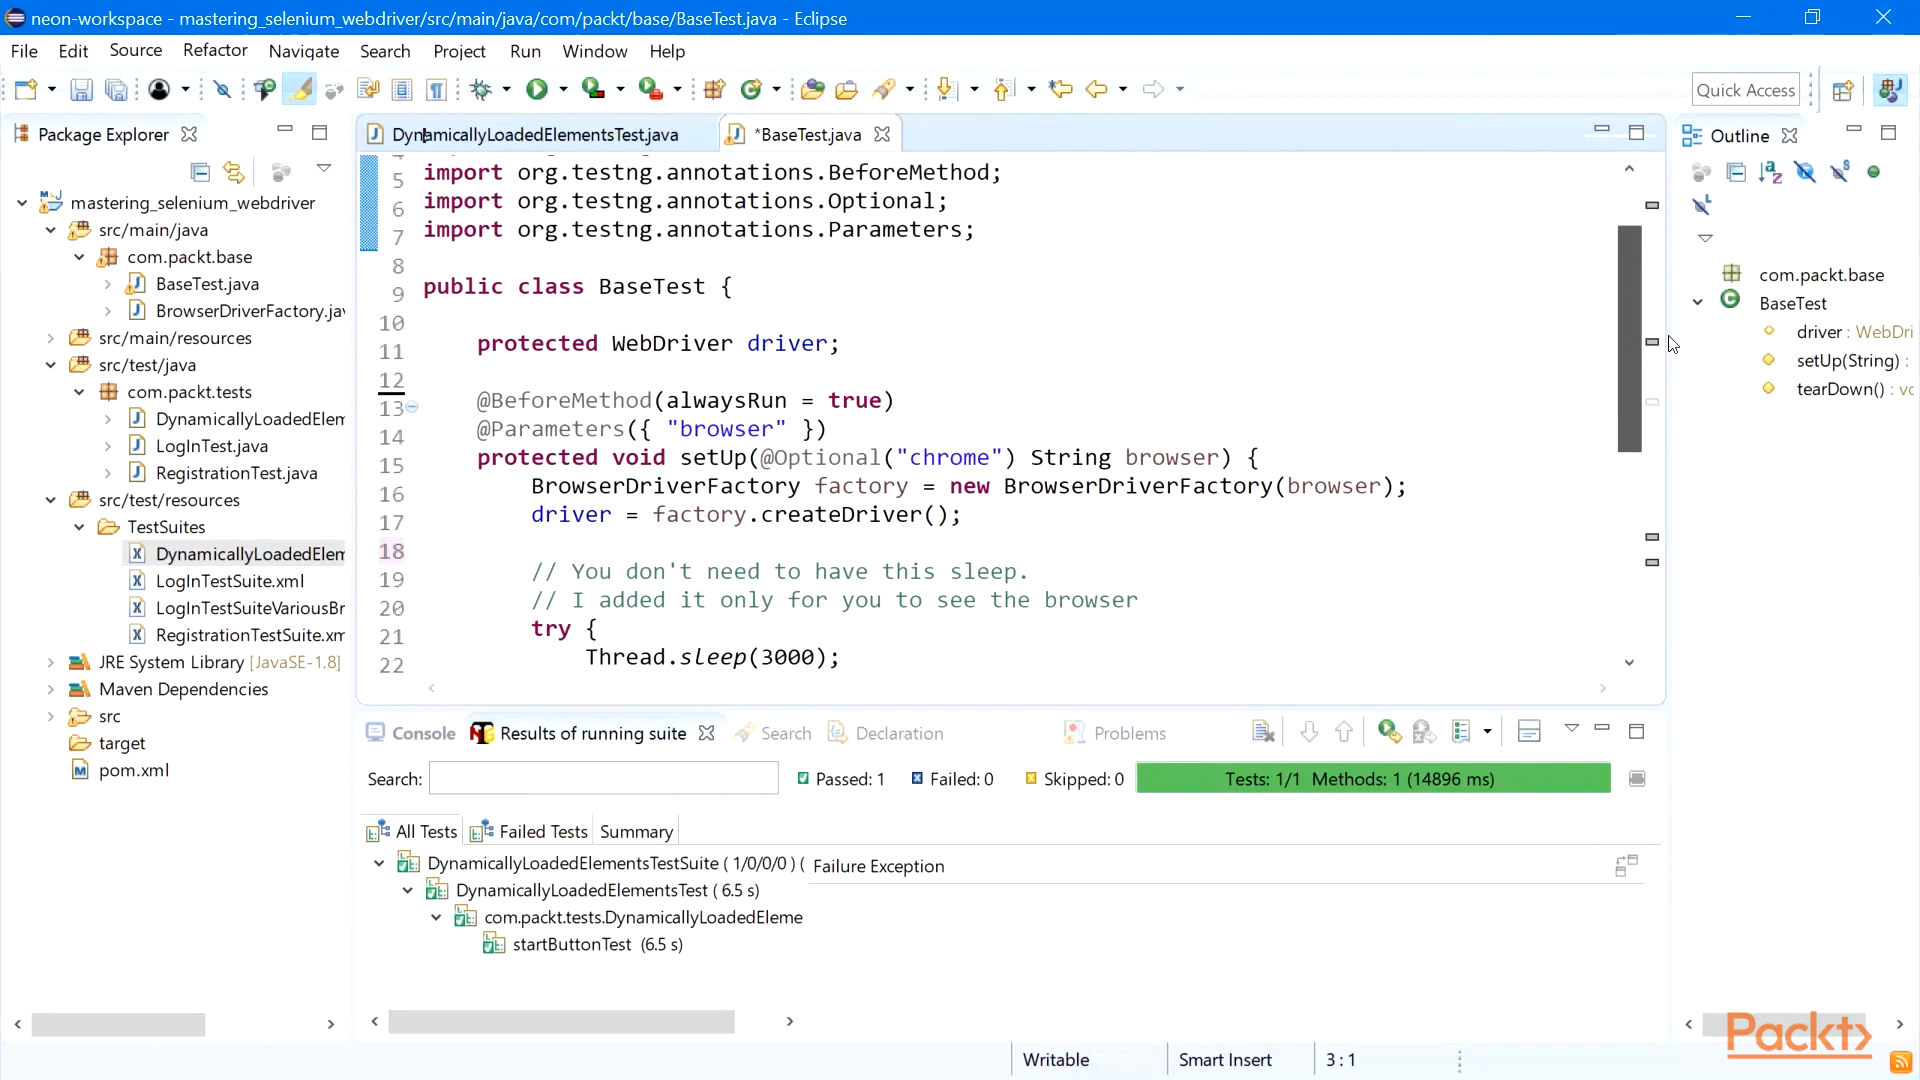 neon-workspace - mastering_selenium_webdriver/src/main/java/com/packt/base/BaseTest.java - Eclipse
File Edit Source Refactor Navigate Search Project Run Window Help
Quick Access
Package Explorer
mastering_selenium_webdriver
src/main/java
com.packt.base
BaseTest.java
BrowserDriverFactory.jav
src/main/resources
src/test/java
com.packt.tests
DynamicallyLoadedElem
LogInTest.java
RegistrationTest.java
src/test/resources
TestSuites
DynamicallyLoadedElem
LogInTestSuite.xml
LogInTestSuiteVariousBr
RegistrationTestSuite.xm
JRE System Library [JavaSE-1.8]
Maven Dependencies
src
target
pom.xml
DynamicallyLoadedElementsTest.java *BaseTest.java
5 import org.testng.annotations.BeforeMethod;
6 import org.testng.annotations.Optional;
7 import org.testng.annotations.Parameters;
8
9 public class BaseTest {
10
11 protected WebDriver driver;
12
13 @BeforeMethod(alwaysRun = true)
14 @Parameters({ "browser" })
15 protected void setUp(@Optional("chrome") String browser) {
16 BrowserDriverFactory factory = new BrowserDriverFactory(browser);
17 driver = factory.createDriver();
18
19 // You don't need to have this sleep.
20 // I added it only for you to see the browser
21 try {
22 Thread.sleep(3000);
Outline
com.packt.base
BaseTest
driver : WebDri
setUp(String) :
tearDown() : vo
Console Results of running suite Search Declaration Problems
Search: Passed: 1 Failed: 0 Skipped: 0 Tests: 1/1 Methods: 1 (14896 ms)
All Tests Failed Tests Summary
DynamicallyLoadedElementsTestSuite ( 1/0/0/0 ) (
DynamicallyLoadedElementsTest ( 6.5 s)
com.packt.tests.DynamicallyLoadedEleme
startButtonTest (6.5 s)
Failure Exception
Writable Smart Insert 3 : 1
Packt>